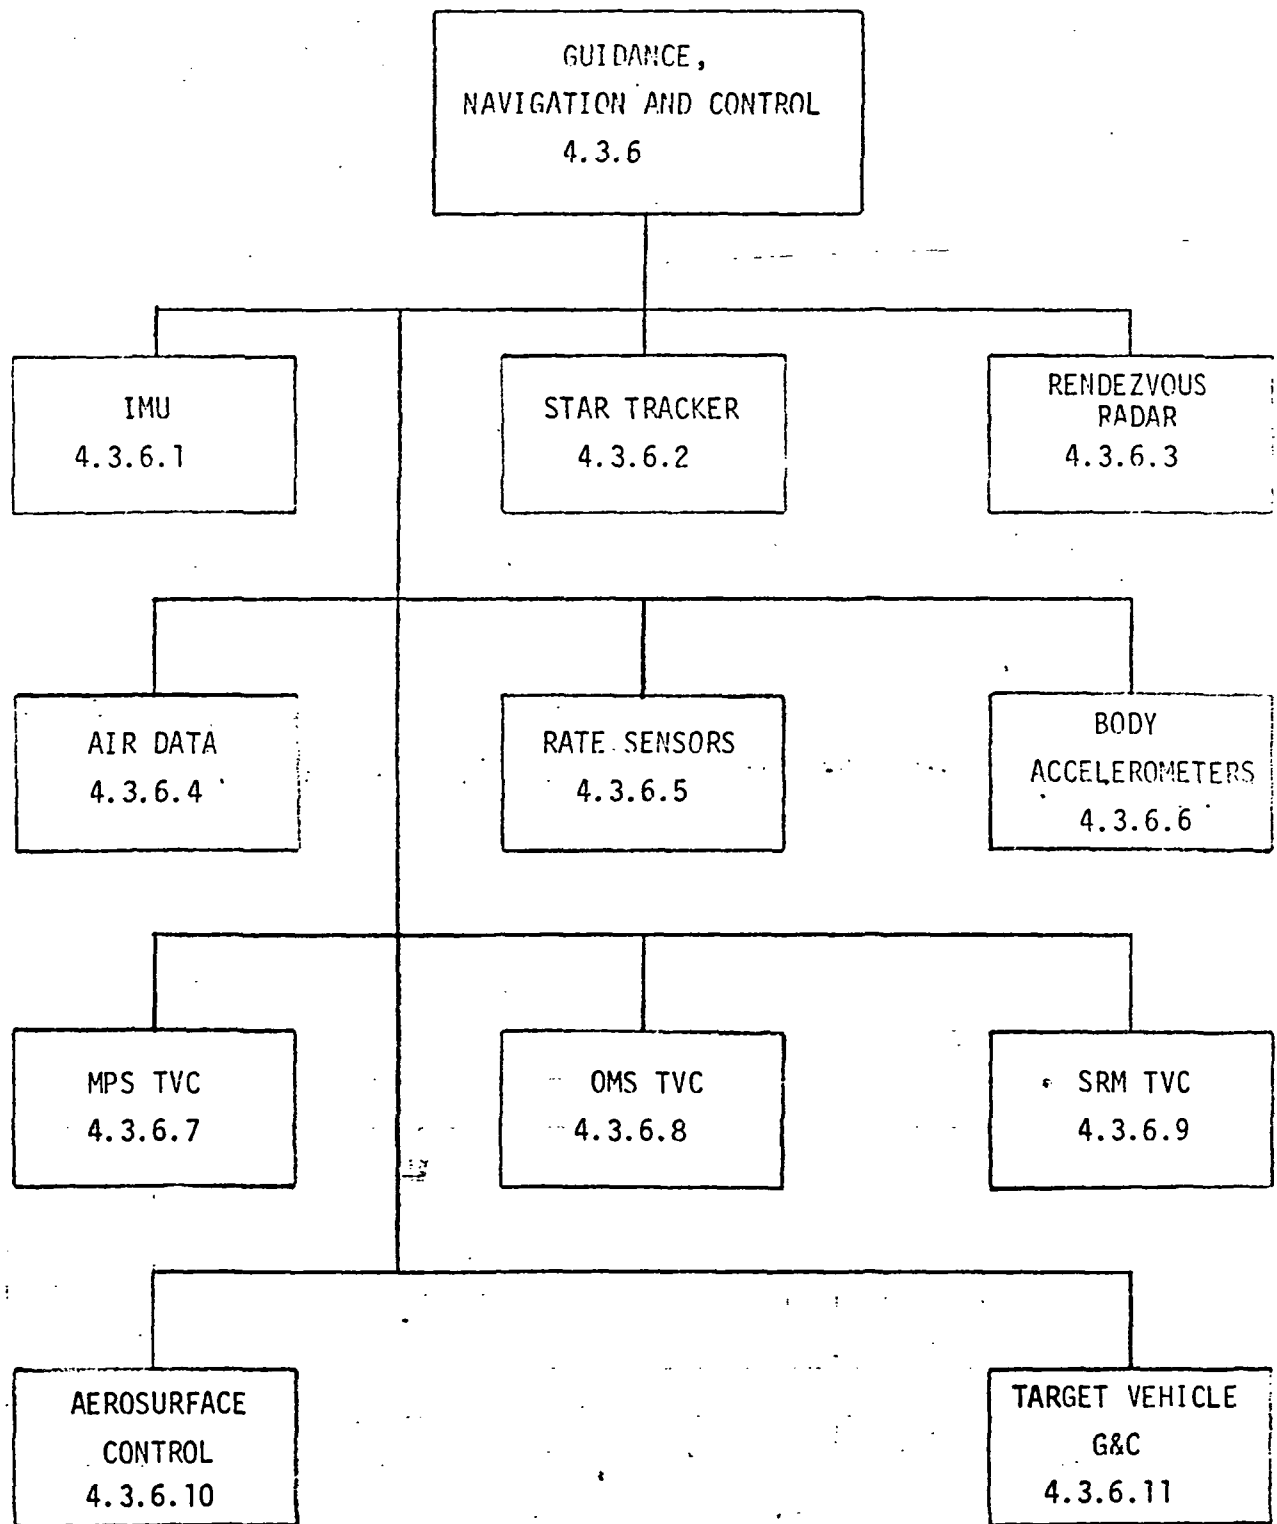 GUIDANCE,
NAVIGATION AND CONTROL
4.3.6
IMU
4.3.6.1
STAR TRACKER
4.3.6.2
RENDEZVOUS
RADAR
4.3.6.3
AIR DATA
4.3.6.4
RATE SENSORS
4.3.6.5
BODY
ACCELEROMETERS
4.3.6.6
MPS TVC
4.3.6.7
OMS TVC
4.3.6.8
SRM TVC
4.3.6.9
AEROSURFACE
CONTROL
4.3.6.10
TARGET VEHICLE
G&C
4.3.6.11